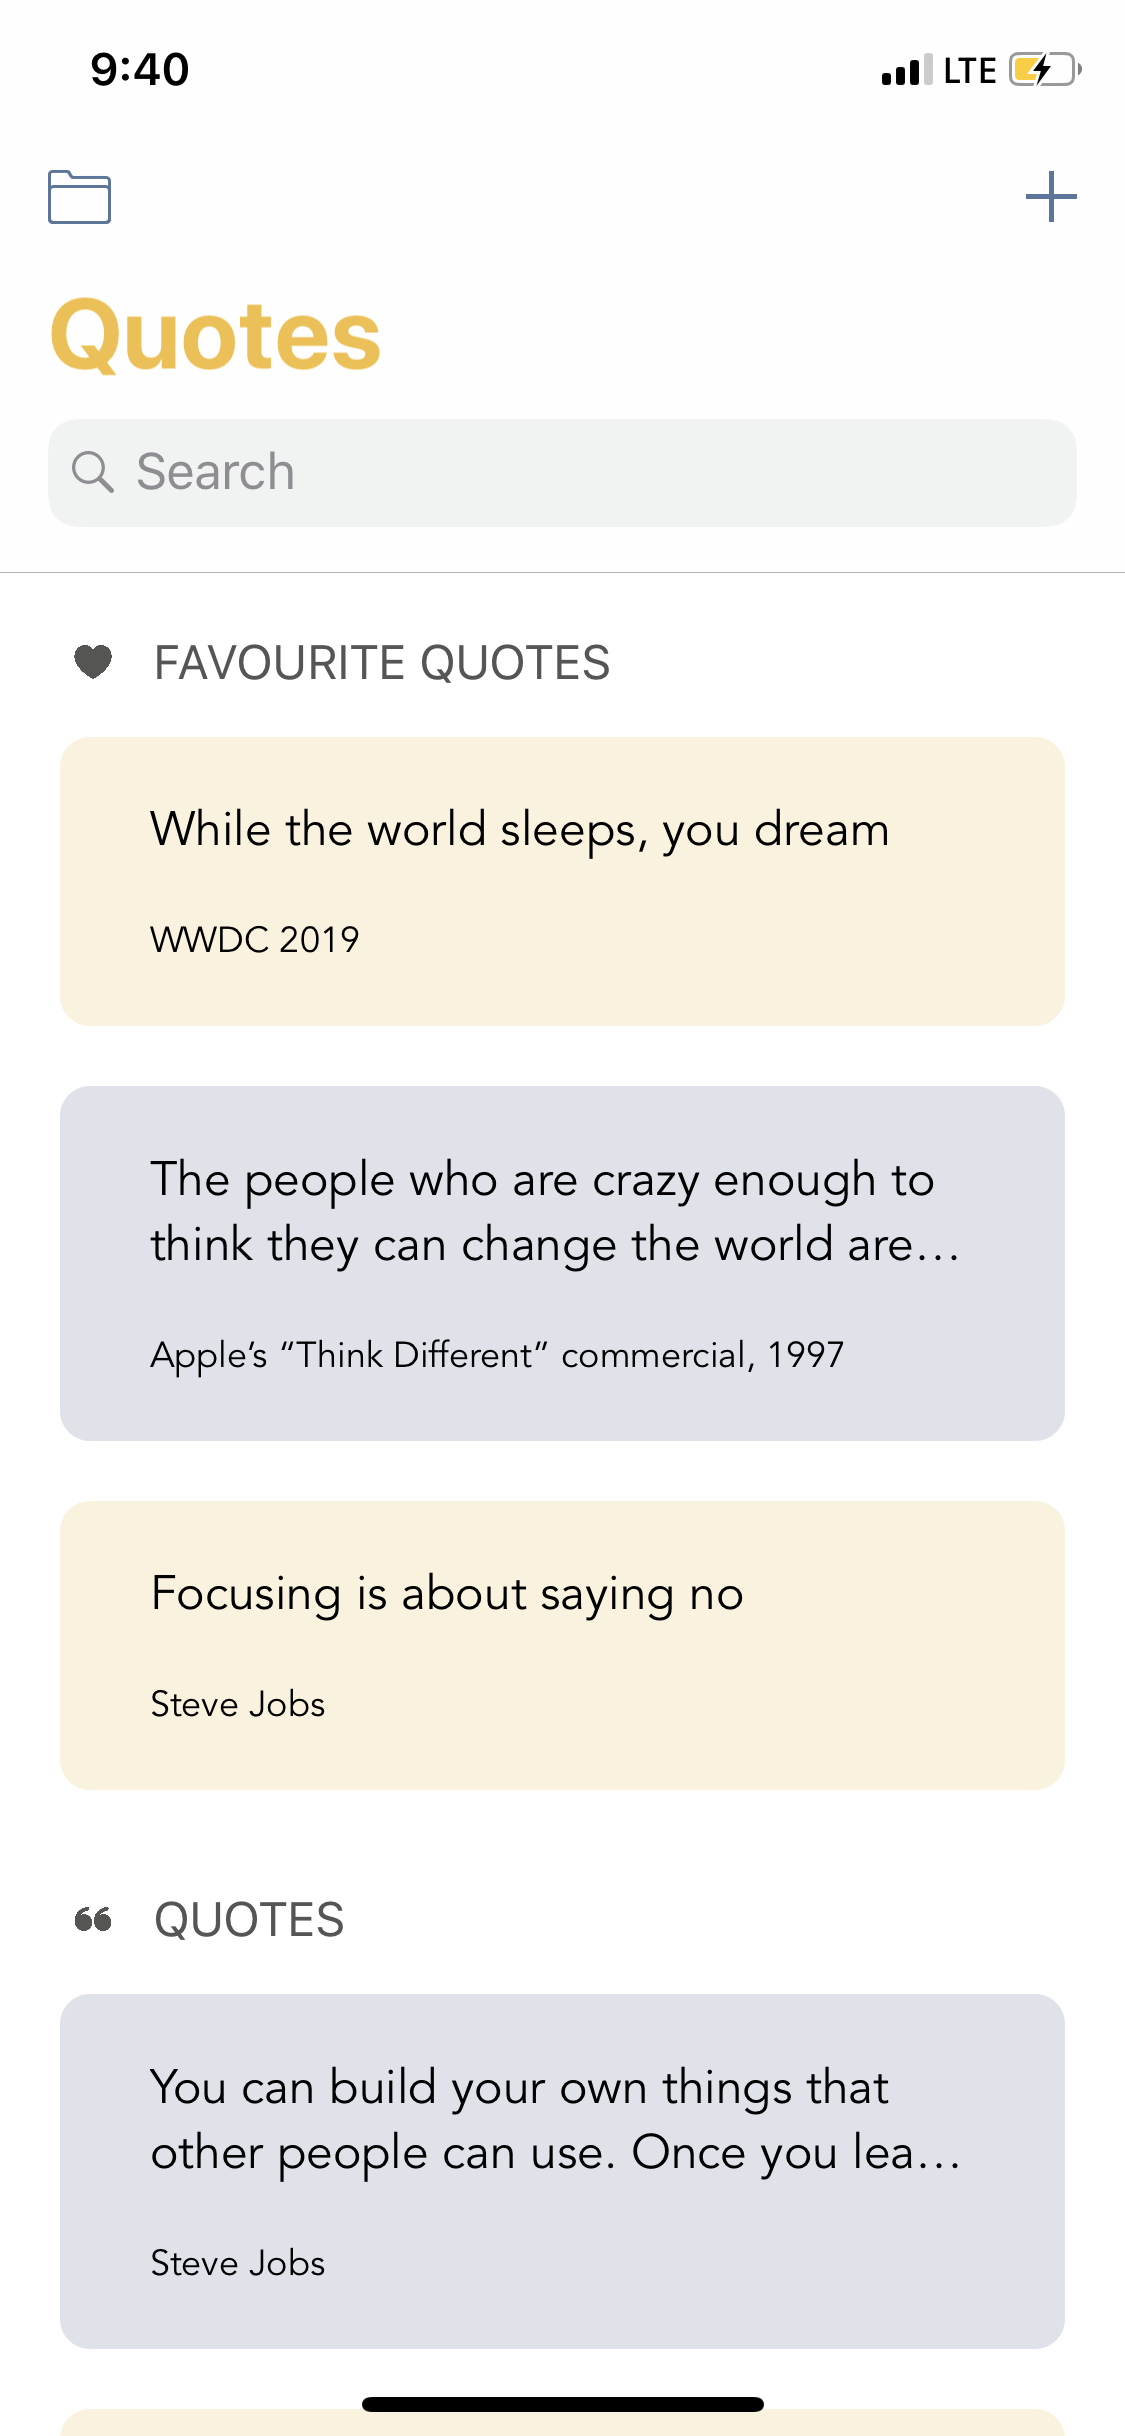 9:40
LTE
Quotes
Search
FAVOURITE QUOTES
While the world sleeps, you dream
WWDC 2019
The people who are crazy enough to
think they can change the world are…
Apple’s “Think Different” commercial, 1997
Focusing is about saying no
Steve Jobs
QUOTES
You can build your own things that
other people can use. Once you lea…
Steve Jobs